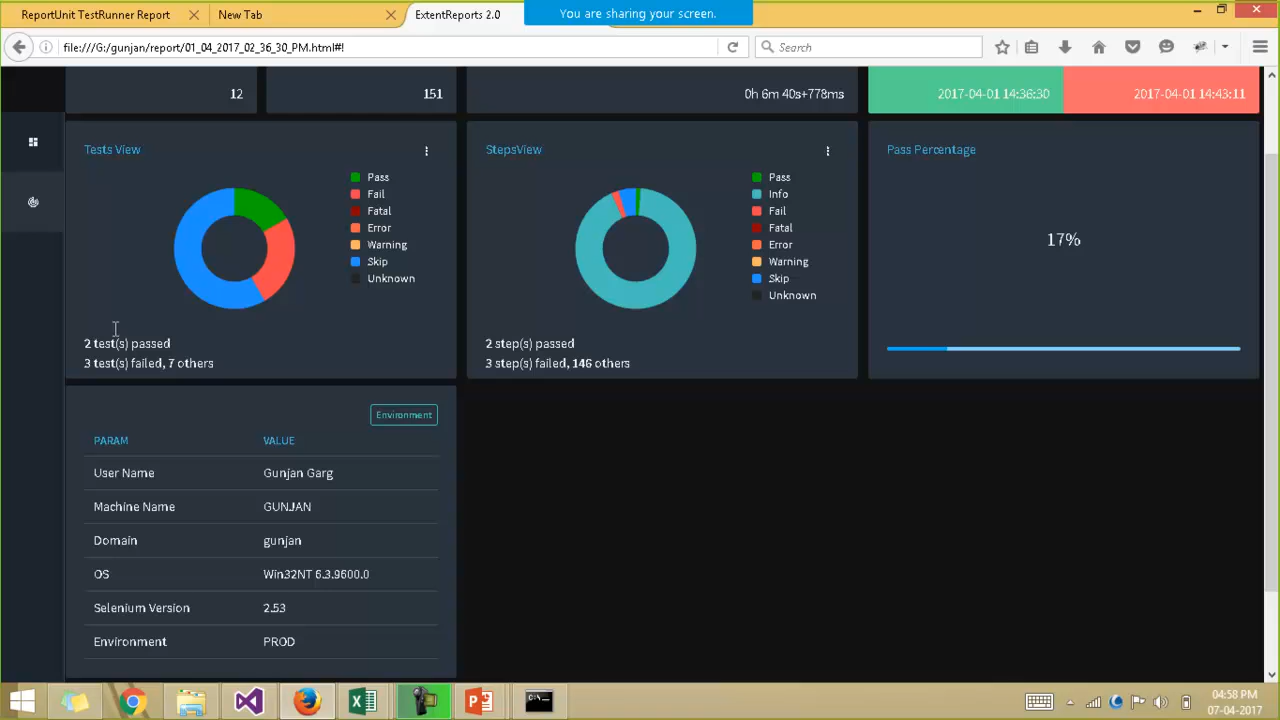 ReportUnit TestRunner Report
New Tab
ExtentReports 2.0
You are sharing your screen.
file:///G:/gunjan/report/01_04_2017_02_36_30_PM.html#!
Search
12
151
0h 6m 40s+778ms
2017-04-01 14:36:30
2017-04-01 14:43:11
Tests View
Pass
Fail
Fatal
Error
Warning
Skip
Unknown
2 test(s) passed
3 test(s) failed, 7 others
StepsView
Pass
Info
Fail
Fatal
Error
Warning
Skip
Unknown
2 step(s) passed
3 step(s) failed, 146 others
Pass Percentage
17%
Environment
PARAM VALUE
User Name Gunjan Garg
Machine Name GUNJAN
Domain gunjan
OS Win32NT 6.3.9600.0
Selenium Version 2.53
Environment PROD
04:58 PM
07-04-2017